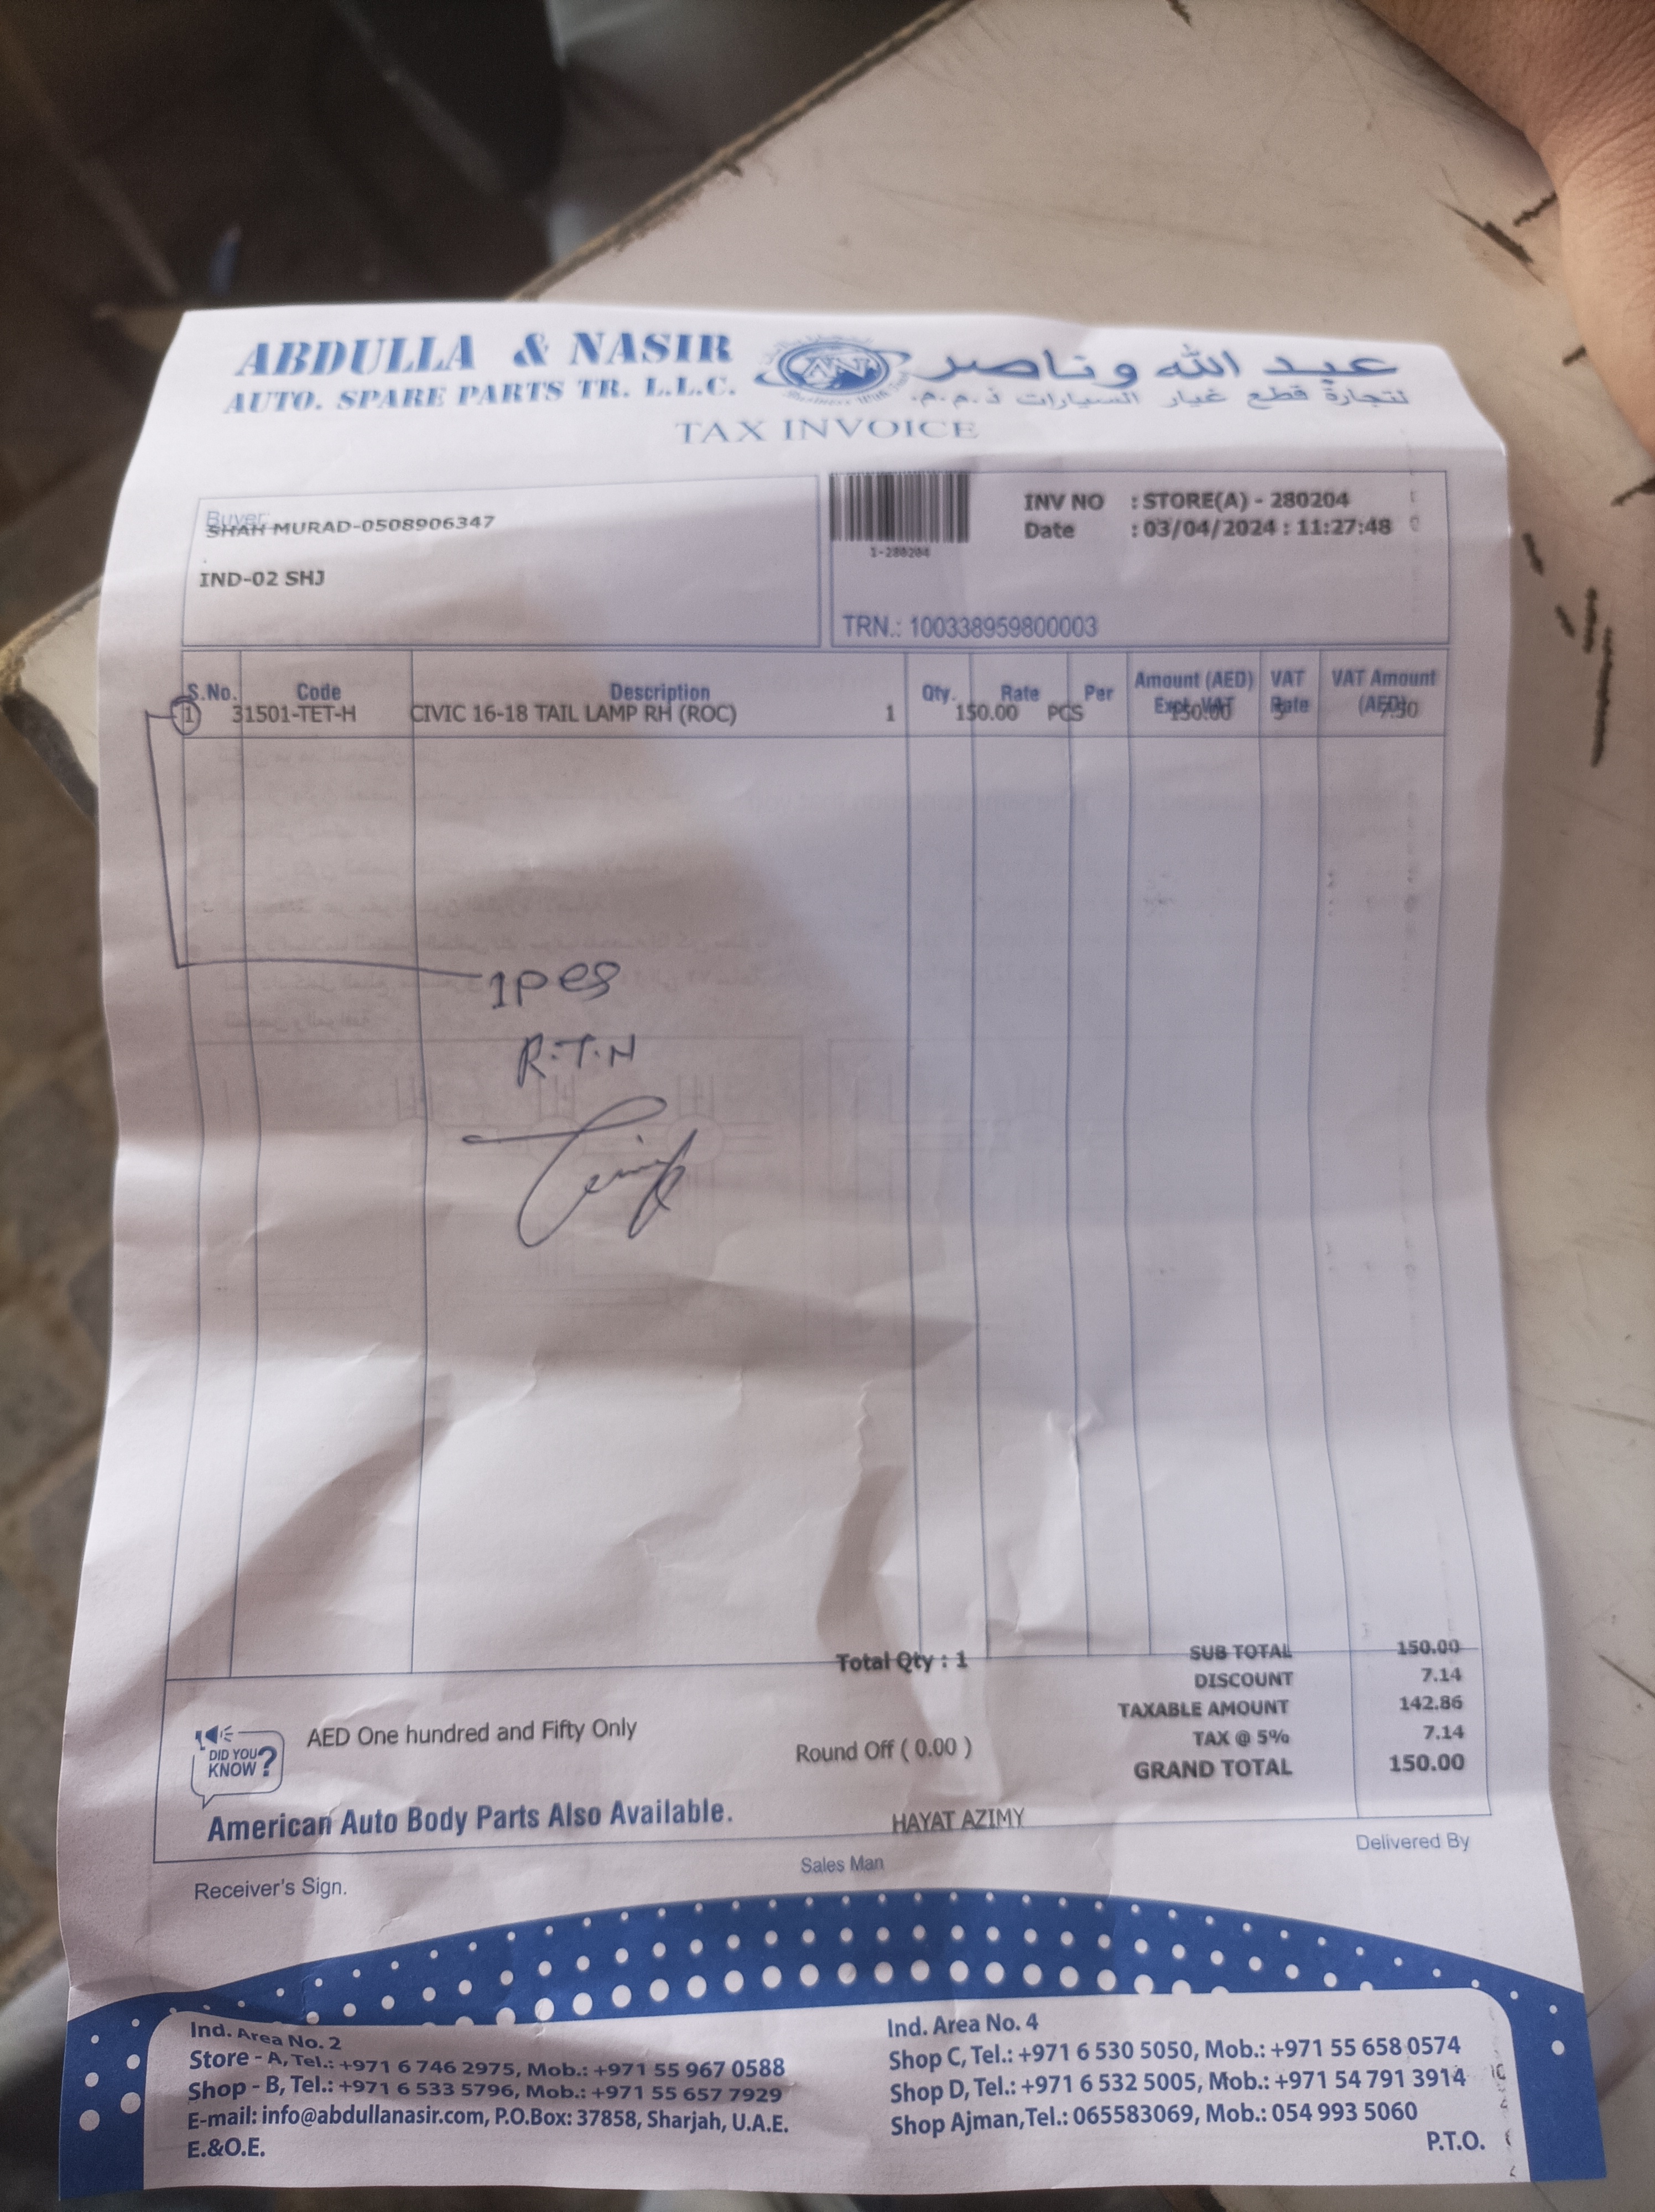 ABDULLA & NASIR
عبد الله وناصر
AUTO. SPARE PARTS TR. L.L.C.
لتجارة قطع غيار السيارات ذ.م.م.
TAX INVOICE
Buyer:
SHAH MURAD-0508906347
IND-02 SHJ
1-280204
INV NO : STORE(A) - 280204
Date : 03/04/2024 : 11:27:48
TRN.: 100338959800003
S.No. Code Description Qty. Rate Per Amount (AED) Excl. VAT VAT Rate VAT Amount (AED)
1 31501-TET-H CIVIC 16-18 TAIL LAMP RH (ROC) 1 150.00 PCS 150.00 5 7.50
1 pes
R.T.N
Total Qty : 1
SUB TOTAL 150.00
DISCOUNT 7.14
TAXABLE AMOUNT 142.86
TAX @ 5% 7.14
GRAND TOTAL 150.00
DID YOU KNOW?
AED One hundred and Fifty Only
Round Off ( 0.00 )
American Auto Body Parts Also Available.
HAYAT AZIMY
Receiver's Sign.
Sales Man
Delivered By
Ind. Area No. 2
Store - A, Tel.: +971 6 746 2975, Mob.: +971 55 967 0588
Shop - B, Tel.: +971 6 533 5796, Mob.: +971 55 657 7929
E-mail: info@abdullanasir.com, P.O.Box: 37858, Sharjah, U.A.E.
E.&O.E.
Ind. Area No. 4
Shop C, Tel.: +971 6 530 5050, Mob.: +971 55 658 0574
Shop D, Tel.: +971 6 532 5005, Mob.: +971 54 791 3914
Shop Ajman,Tel.: 065583069, Mob.: 054 993 5060
P.T.O.